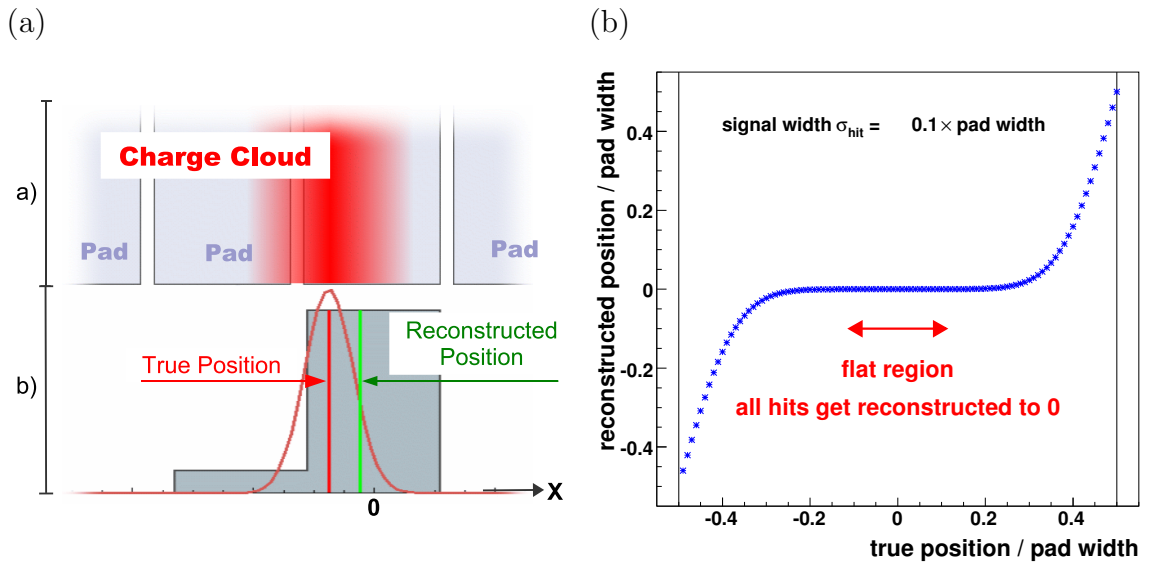 (a)
Charge Cloud
a)
Pad
Pad
Pad
Reconstructed
Position
True Position
b)
X
0
(b)
signal width σhit = 0.1 × pad width
reconstructed position / pad width
0.4
0.2
0
-0.2
-0.4
flat region
all hits get reconstructed to 0
-0.4
-0.2
0
0.2
0.4
true position / pad width